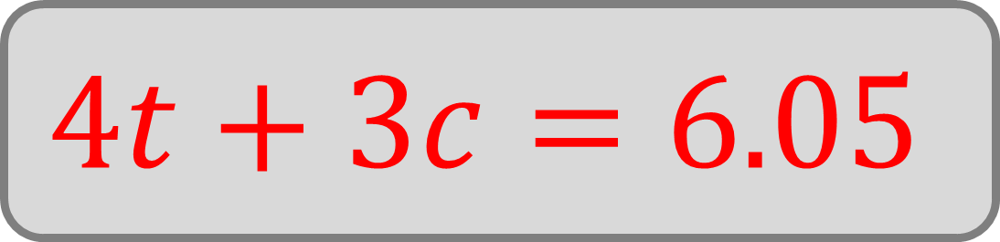 4t + 3c = 6.05